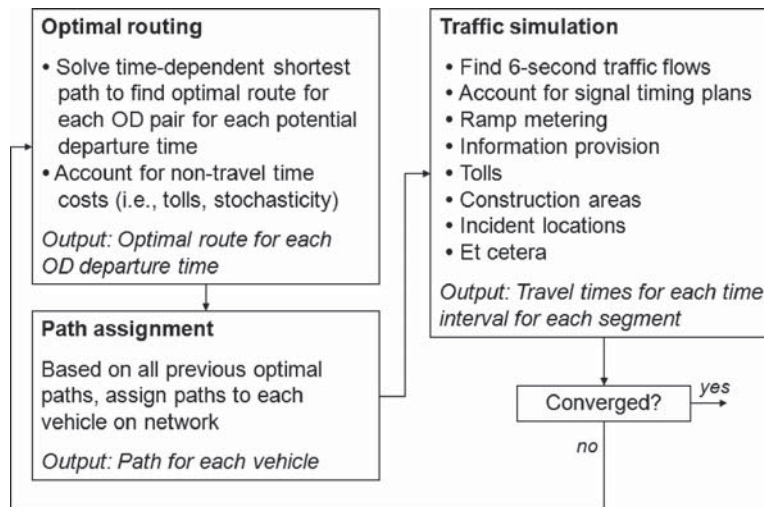 Optimal routing
• Solve time-dependent shortest
path to find optimal route for
each OD pair for each potential
departure time
• Account for non-travel time
costs (i.e., tolls, stochasticity)
Output: Optimal route for each
OD departure time
Path assignment
Based on all previous optimal
paths, assign paths to each
vehicle on network
Output: Path for each vehicle
Traffic simulation
• Find 6-second traffic flows
• Account for signal timing plans
• Ramp metering
• Information provision
• Tolls
• Construction areas
• Incident locations
• Et cetera
Output: Travel times for each time
interval for each segment
Converged?
yes
no